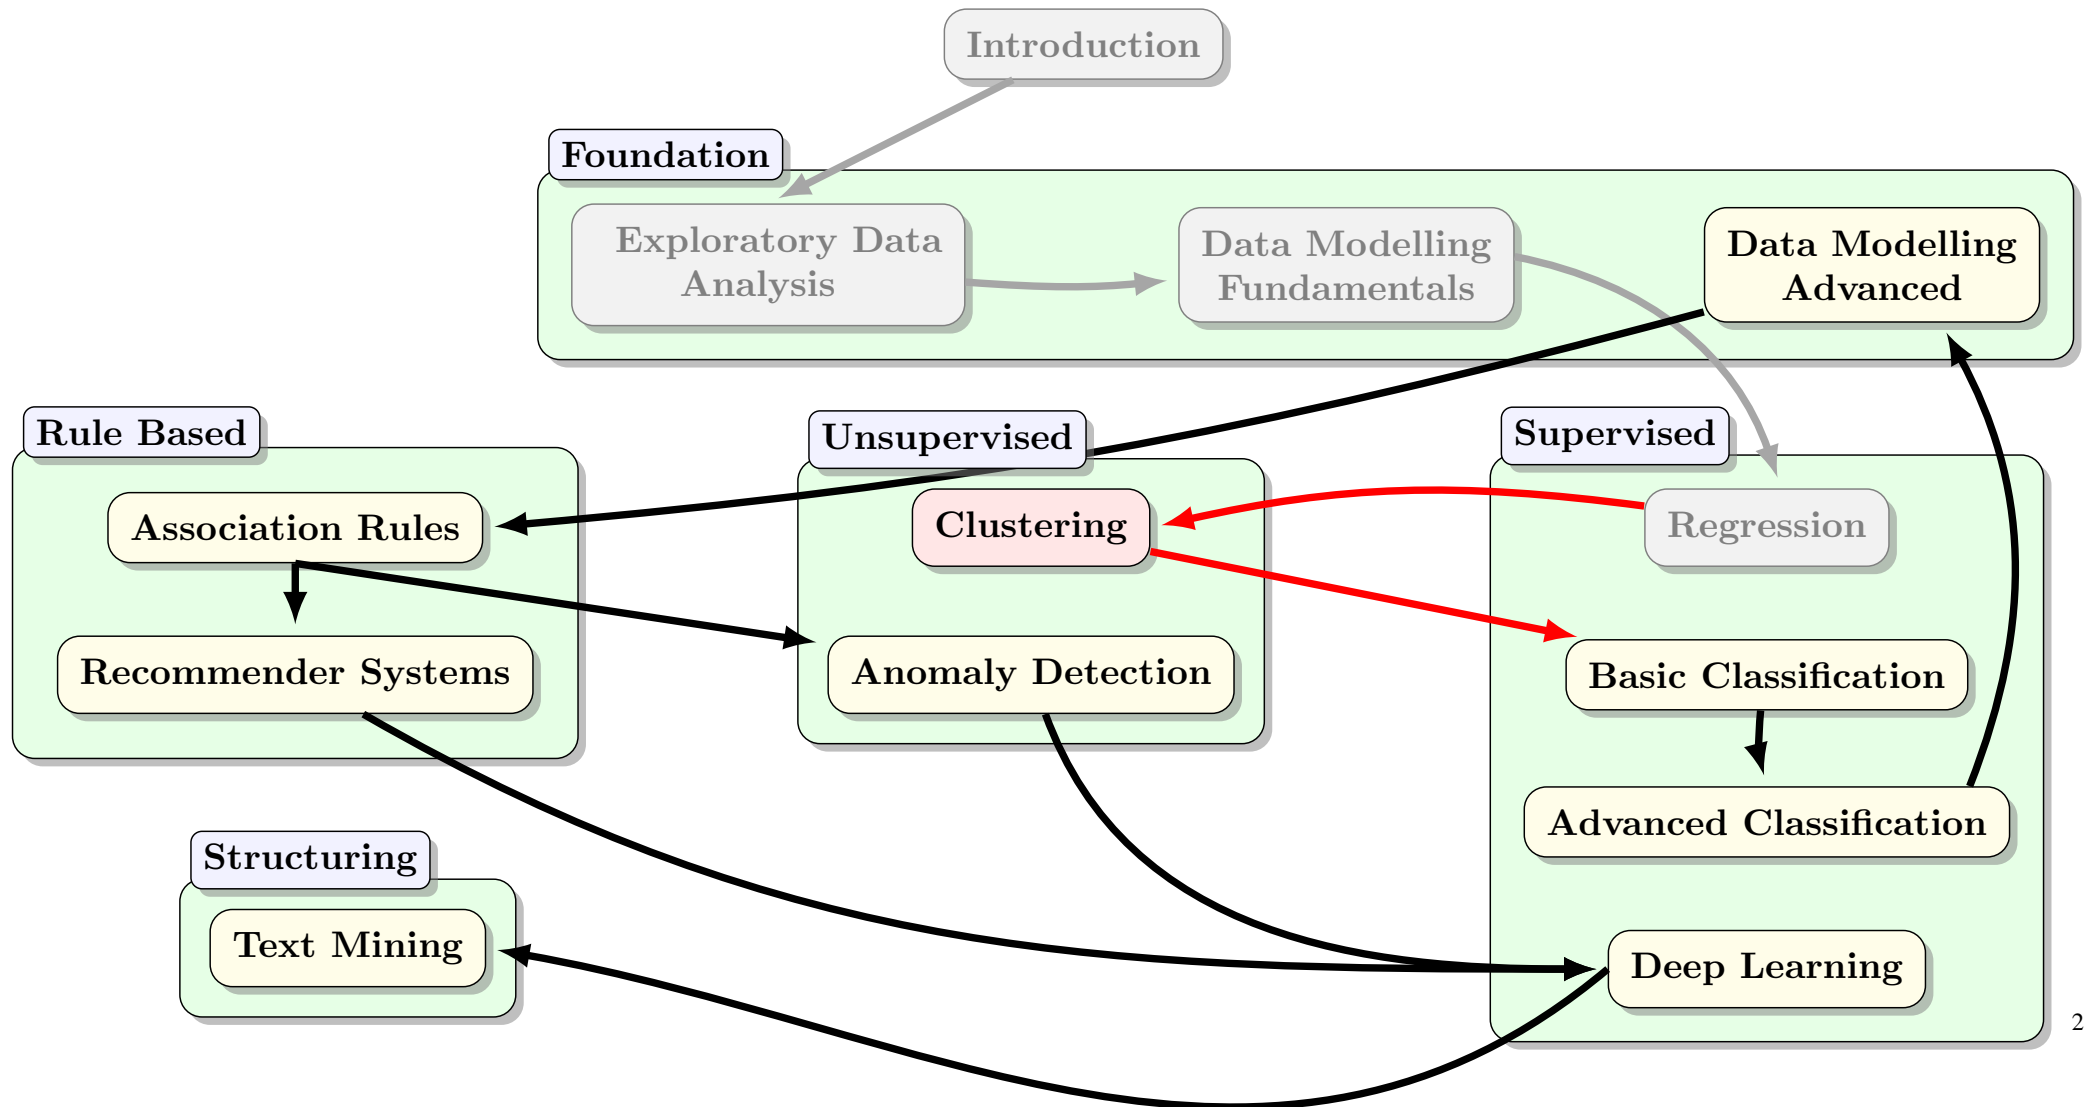 Introduction
Foundation
Exploratory Data
Analysis
Data Modelling
Fundamentals
Data Modelling
Advanced
Rule Based
Association Rules
Recommender Systems
Unsupervised
Clustering
Anomaly Detection
Supervised
Regression
Basic Classification
Advanced Classification
Deep Learning
Structuring
Text Mining
2